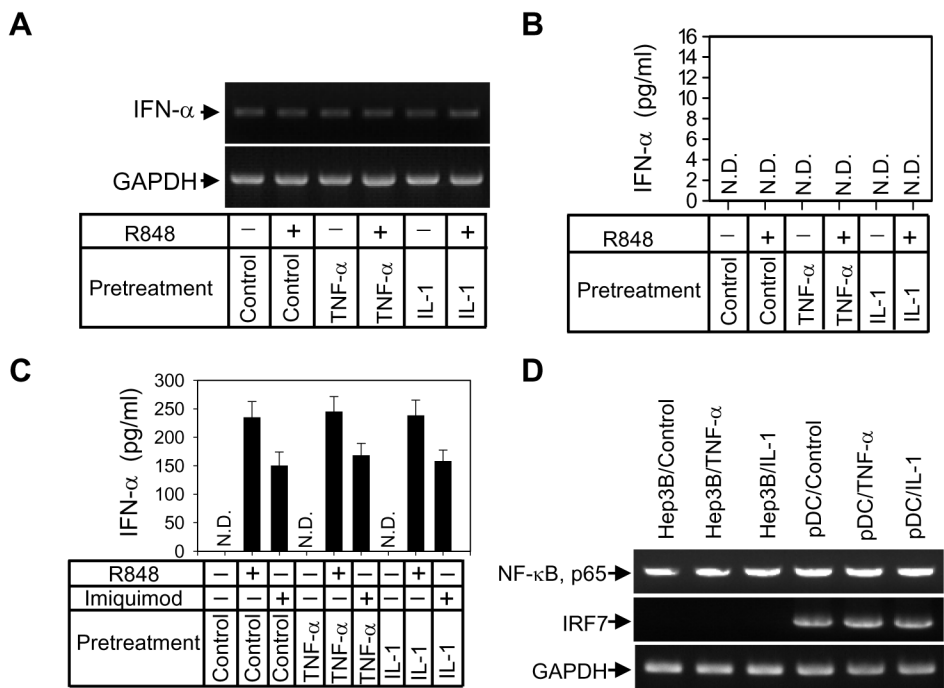 A
IFN-α
GAPDH
R848 – + – + – +
Pretreatment Control Control TNF-α TNF-α IL-1 IL-1
B
IFN-α (pg/ml)
16
14
12
10
8
6
4
2
0
N.D. N.D. N.D. N.D. N.D. N.D.
R848 – + – + – +
Pretreatment Control Control TNF-α TNF-α IL-1 IL-1
C
IFN-α (pg/ml)
300
250
200
150
100
50
0
N.D. N.D. N.D.
R848 – + – – + – – + –
Imiquimod – – + – – + – – +
Pretreatment Control Control Control TNF-α TNF-α TNF-α IL-1 IL-1 IL-1
D
Hep3B/Control Hep3B/TNF-α Hep3B/IL-1 pDC/Control pDC/TNF-α pDC/IL-1
NF-κB, p65
IRF7
GAPDH